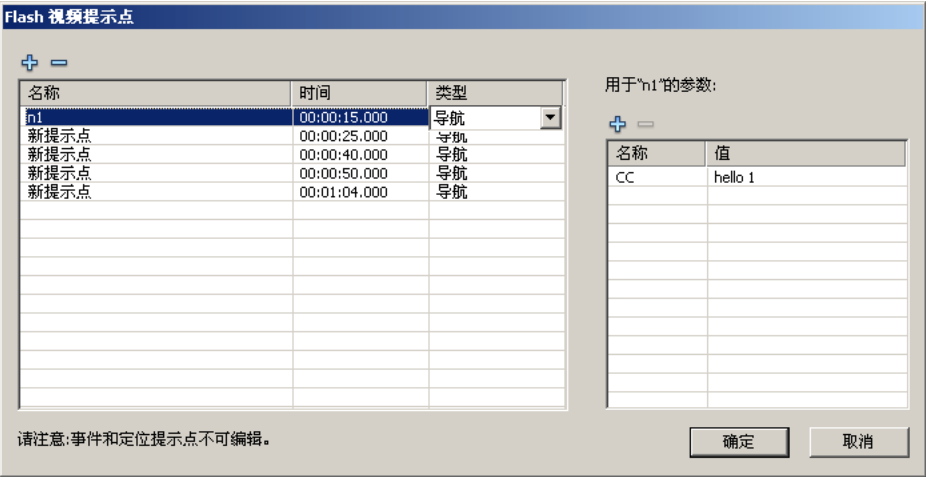 Flash 视频提示点
用于“n1”的参数:
名称 时间 类型
n1 00:00:15.000 导航
新提示点 00:00:25.000 导航
新提示点 00:00:40.000 导航
新提示点 00:00:50.000 导航
新提示点 00:01:04.000 导航
名称 值
CC hello 1
请注意:事件和定位提示点不可编辑。
确定 取消